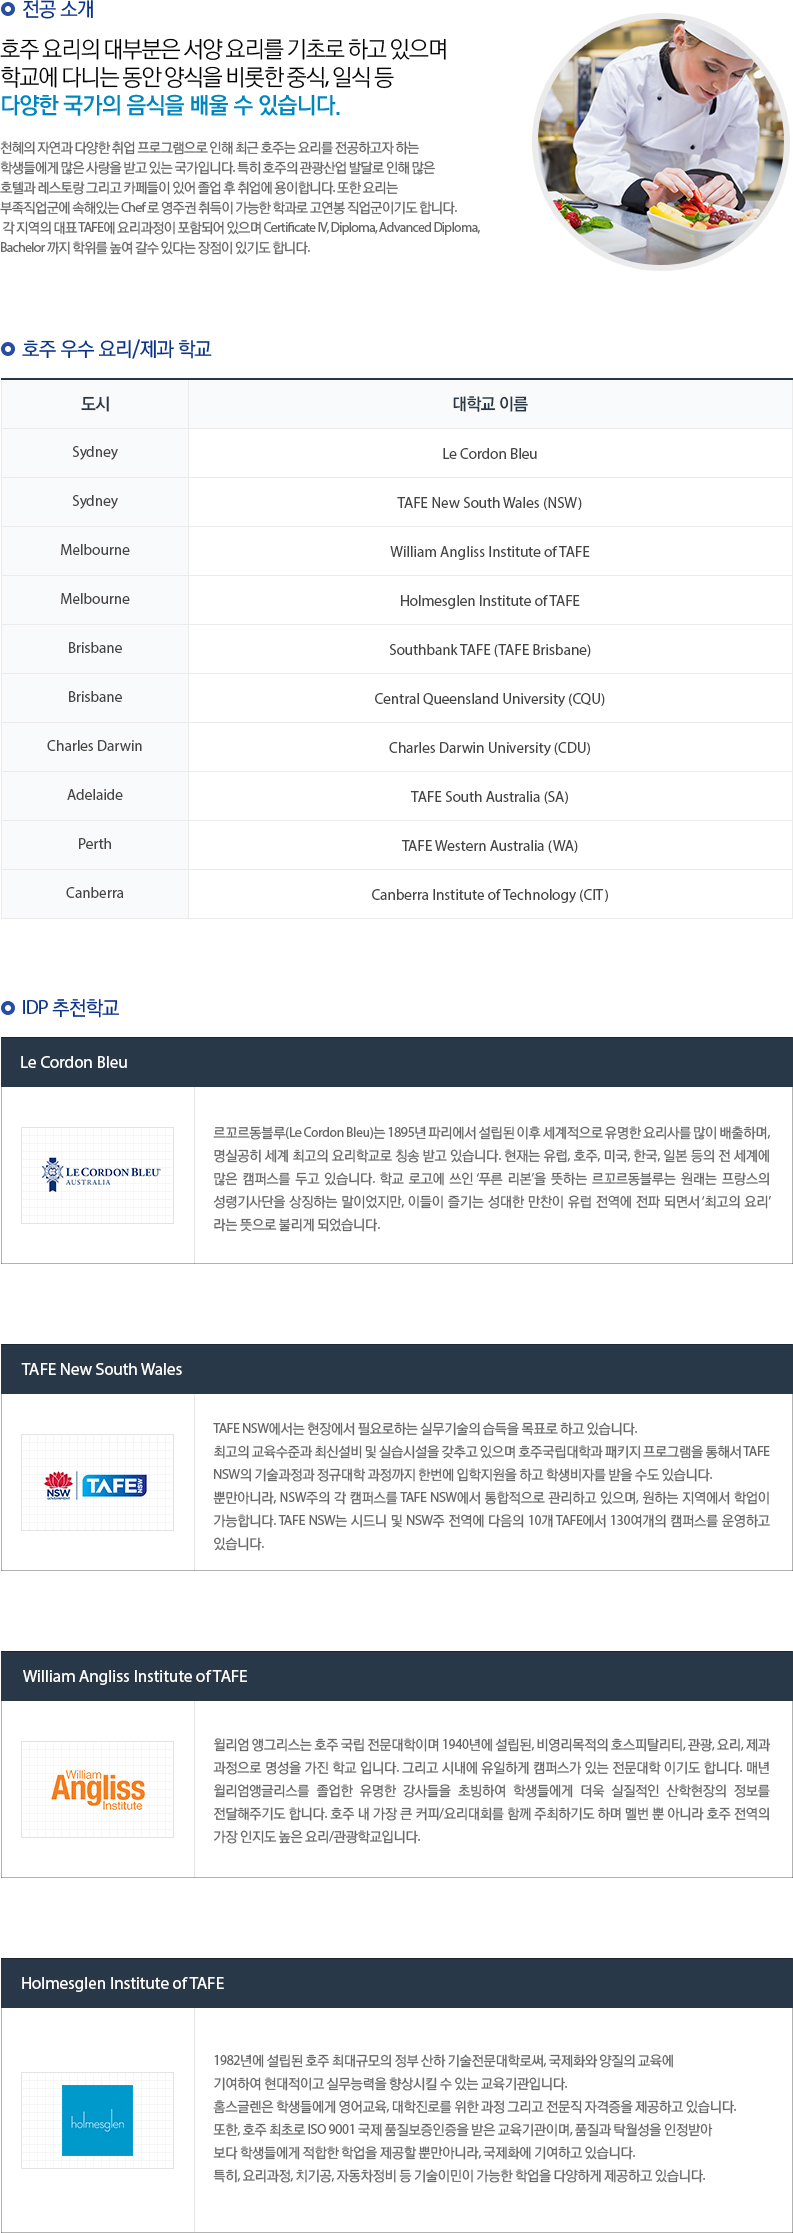 전공 소개
호주 요리의 대부분은 서양 요리를 기초로 하고 있으며
학교에 다니는 동안 양식을 비롯한 중식, 일식 등
다양한 국가의 음식을 배울 수 있습니다.
천혜의 자연과 다양한 취업 프로그램으로 인해 최근 호주는 요리를 전공하고자 하는
학생들에게 많은 사랑을 받고 있는 국가입니다. 특히 호주의 관광산업 발달로 인해 많은
호텔과 레스토랑 그리고 카페들이 있어 졸업 후 취업에 용이합니다. 또한 요리는
부족직업군에 속해있는 Chef 로 영주권 취득이 가능한 학과로 고연봉 직업군이기도 합니다.
각 지역의 대표 TAFE에 요리과정이 포함되어 있으며 Certificate IV, Diploma, Advanced Diploma,
Bachelor 까지 학위를 높여 갈수 있다는 장점이 있기도 합니다.
호주 우수 요리/제과 학교
도시 대학교 이름
Sydney Le Cordon Bleu
Sydney TAFE New South Wales (NSW)
Melbourne William Angliss Institute of TAFE
Melbourne Holmesglen Institute of TAFE
Brisbane Southbank TAFE (TAFE Brisbane)
Brisbane Central Queensland University (CQU)
Charles Darwin Charles Darwin University (CDU)
Adelaide TAFE South Australia (SA)
Perth TAFE Western Australia (WA)
Canberra Canberra Institute of Technology (CIT)
IDP 추천학교
Le Cordon Bleu
LE CORDON BLEU
AUSTRALIA
르꼬르동블루(Le Cordon Bleu)는 1895년 파리에서 설립된 이후 세계적으로 유명한 요리사를 많이 배출하며,
명실공히 세계 최고의 요리학교로 칭송 받고 있습니다. 현재는 유럽, 호주, 미국, 한국, 일본 등의 전 세계에
많은 캠퍼스를 두고 있습니다. 학교 로고에 쓰인 ‘푸른 리본’을 뜻하는 르꼬르동블루는 원래는 프랑스의
성령기사단을 상징하는 말이었지만, 이들이 즐기는 성대한 만찬이 유럽 전역에 전파 되면서 ‘최고의 요리’
라는 뜻으로 불리게 되었습니다.
TAFE New South Wales
NSW
GOVERNMENT
TAFE
NSW
TAFE NSW에서는 현장에서 필요로하는 실무기술의 습득을 목표로 하고 있습니다.
최고의 교육수준과 최신설비 및 실습시설을 갖추고 있으며 호주국립대학과 패키지 프로그램을 통해서 TAFE
NSW의 기술과정과 정규대학 과정까지 한번에 입학지원을 하고 학생비자를 받을 수도 있습니다.
뿐만아니라, NSW주의 각 캠퍼스를 TAFE NSW에서 통합적으로 관리하고 있으며, 원하는 지역에서 학업이
가능합니다. TAFE NSW는 시드니 및 NSW주 전역에 다음의 10개 TAFE에서 130여개의 캠퍼스를 운영하고
있습니다.
William Angliss Institute of TAFE
William
Angliss
Institute
윌리엄 앵그리스는 호주 국립 전문대학이며 1940년에 설립된, 비영리목적의 호스피탈리티, 관광, 요리, 제과
과정으로 명성을 가진 학교 입니다. 그리고 시내에 유일하게 캠퍼스가 있는 전문대학 이기도 합니다. 매년
윌리엄앵글리스를 졸업한 유명한 강사들을 초빙하여 학생들에게 더욱 실질적인 산학현장의 정보를
전달해주기도 합니다. 호주 내 가장 큰 커피/요리대회를 함께 주최하기도 하며 멜번 뿐 아니라 호주 전역의
가장 인지도 높은 요리/관광학교입니다.
Holmesglen Institute of TAFE
holmesglen
1982년에 설립된 호주 최대규모의 정부 산하 기술전문대학로써, 국제화와 양질의 교육에
기여하여 현대적이고 실무능력을 향상시킬 수 있는 교육기관입니다.
홈스글렌은 학생들에게 영어교육, 대학진로를 위한 과정 그리고 전문직 자격증을 제공하고 있습니다.
또한, 호주 최초로 ISO 9001 국제 품질보증인증을 받은 교육기관이며, 품질과 탁월성을 인정받아
보다 학생들에게 적합한 학업을 제공할 뿐만아니라, 국제화에 기여하고 있습니다.
특히, 요리과정, 치기공, 자동차정비 등 기술이민이 가능한 학업을 다양하게 제공하고 있습니다.